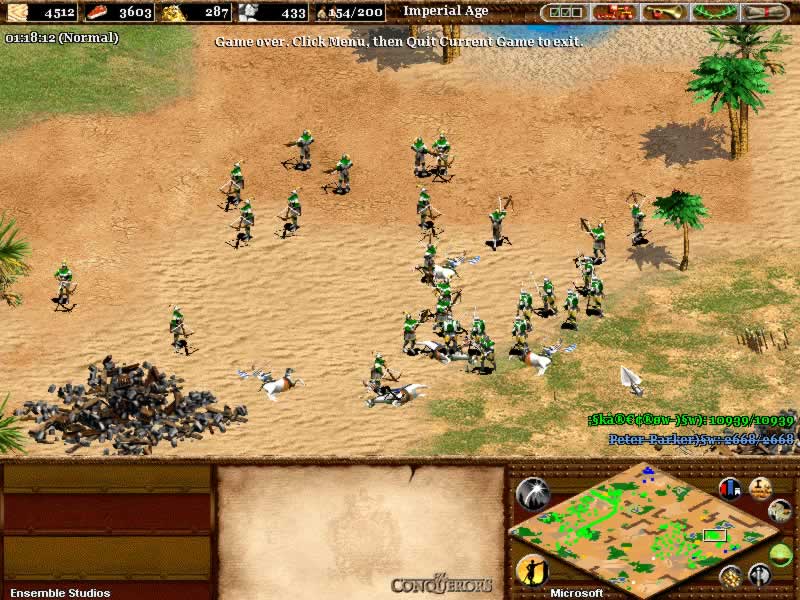 4512 3603 287 433 154/200 Imperial Age
01:18:12 (Normal)
Game over. Click Menu, then Quit Current Game to exit.
10939/10939
Peter-Parker)$w: 2668/2668
CONQUERORS
Ensemble Studios
Microsoft